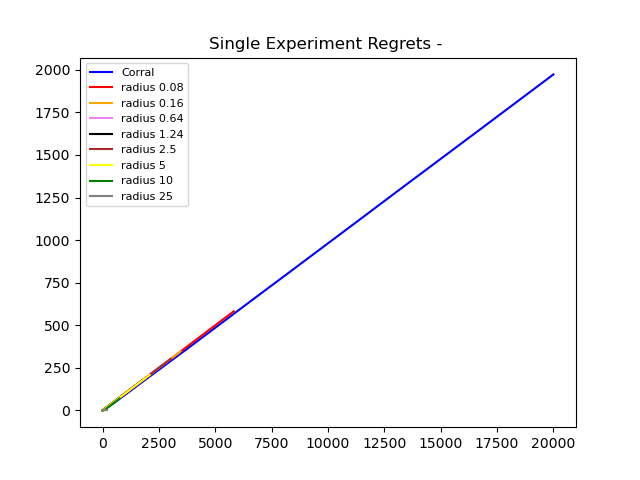 Single Experiment Regrets -
Corral
radius 0.08
radius 0.16
radius 0.64
radius 1.24
radius 2.5
radius 5
radius 10
radius 25
2000
1750
1500
1250
1000
750
500
250
0
0 2500 5000 7500 10000 12500 15000 17500 20000